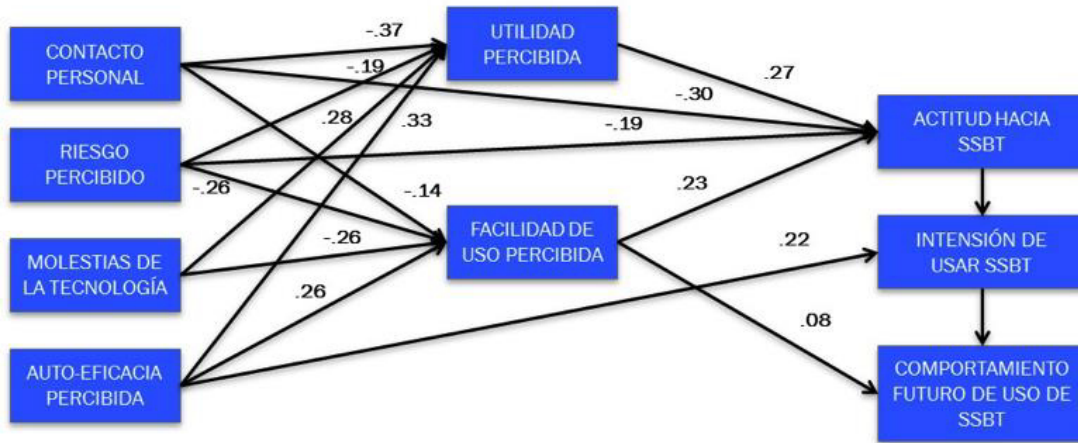 CONTACTO
PERSONAL
RIESGO
PERCIBIDO
MOLESTIAS DE
LA TECNOLOGÍA
AUTO-EFICACIA
PERCIBIDA
-.37
-.19
.28
.33
-.26
-.14
-.26
.26
UTILIDAD
PERCIBIDA
FACILIDAD DE
USO PERCIBIDA
.27
-.30
-.19
.23
.22
.08
ACTITUD HACIA
SSBT
INTENSIÓN DE
USAR SSBT
COMPORTAMIENTO
FUTURO DE USO DE
SSBT